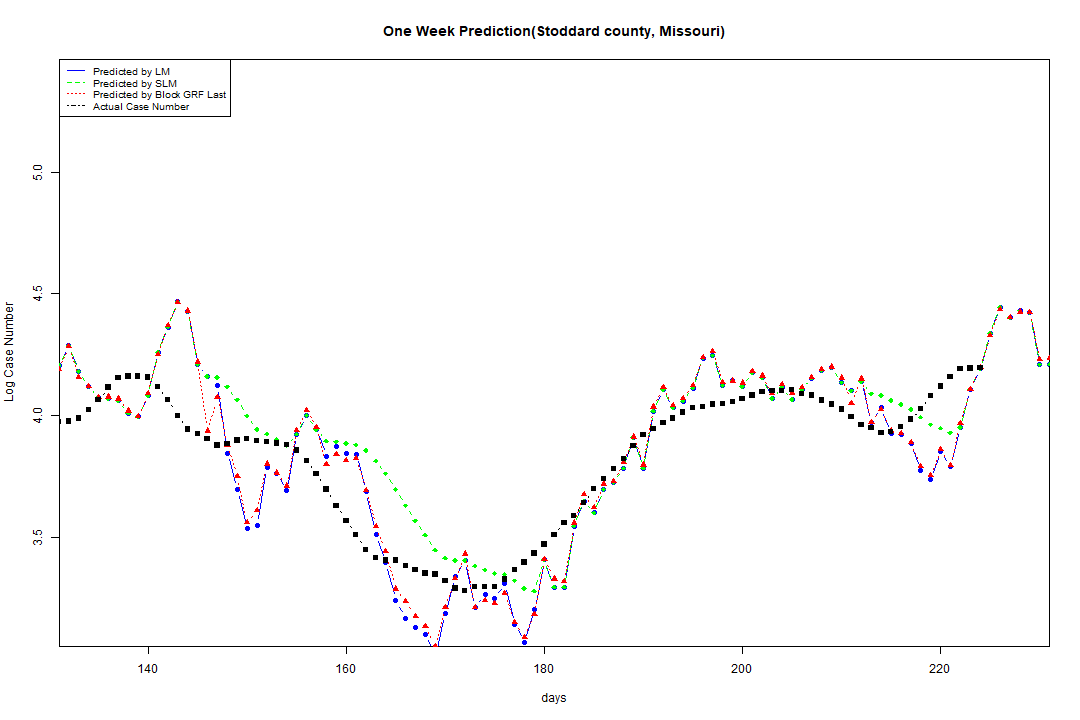 One Week Prediction(Stoddard county, Missouri)
Predicted by LM
Predicted by SLM
Predicted by Block GRF Last
Actual Case Number
5.0
4.5
4.0
3.5
Log Case Number
140 160 180 200 220
days